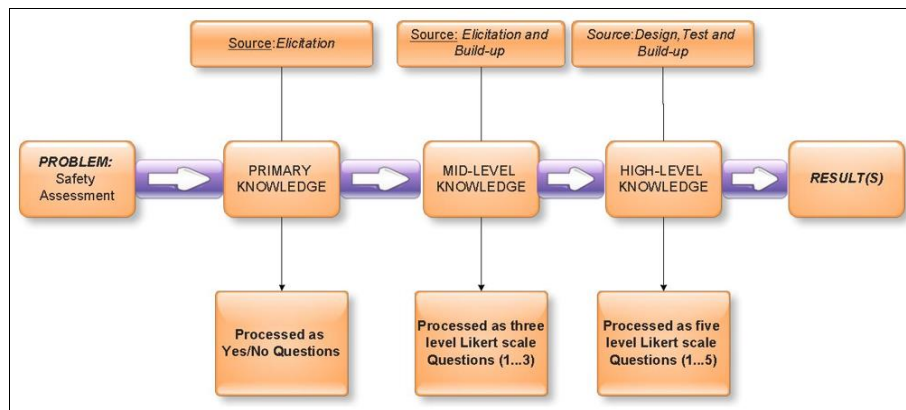 Source:Elicitation
Source: Elicitation and
Build-up
Source:Design,Test and
Build-up
PROBLEM:
Safety
Assessment
PRIMARY
KNOWLEDGE
MID-LEVEL
KNOWLEDGE
HIGH-LEVEL
KNOWLEDGE
RESULT(S)
Processed as
Yes/No Questions
Processed as three
level Likert scale
Questions (1...3)
Processed as five
level Likert scale
Questions (1...5)